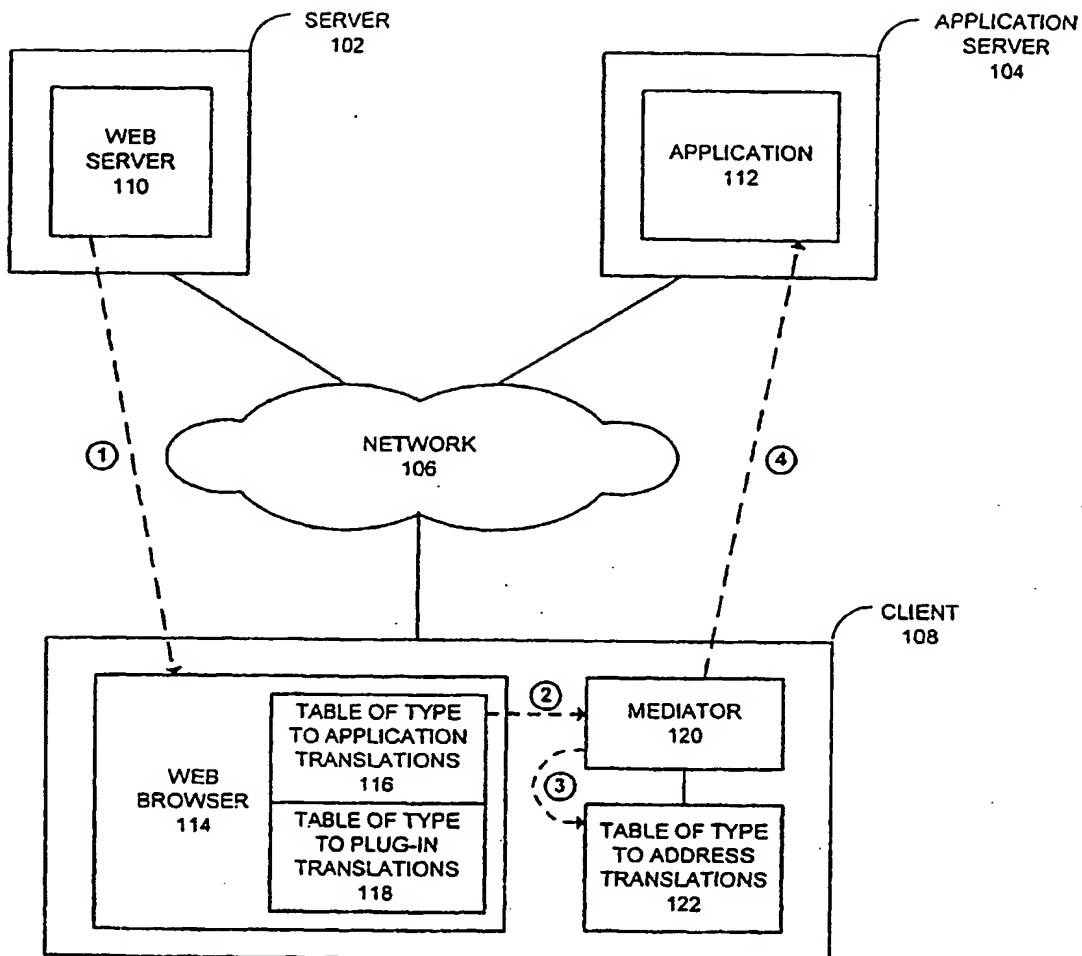 SERVER
102
APPLICATION
SERVER
104
WEB
SERVER
110
APPLICATION
112
NETWORK
106
1
4
CLIENT
108
TABLE OF TYPE
TO APPLICATION
TRANSLATIONS
116
2
MEDIATOR
120
WEB
BROWSER
114
3
TABLE OF TYPE
TO PLUG-IN
TRANSLATIONS
118
TABLE OF TYPE
TO ADDRESS
TRANSLATIONS
122